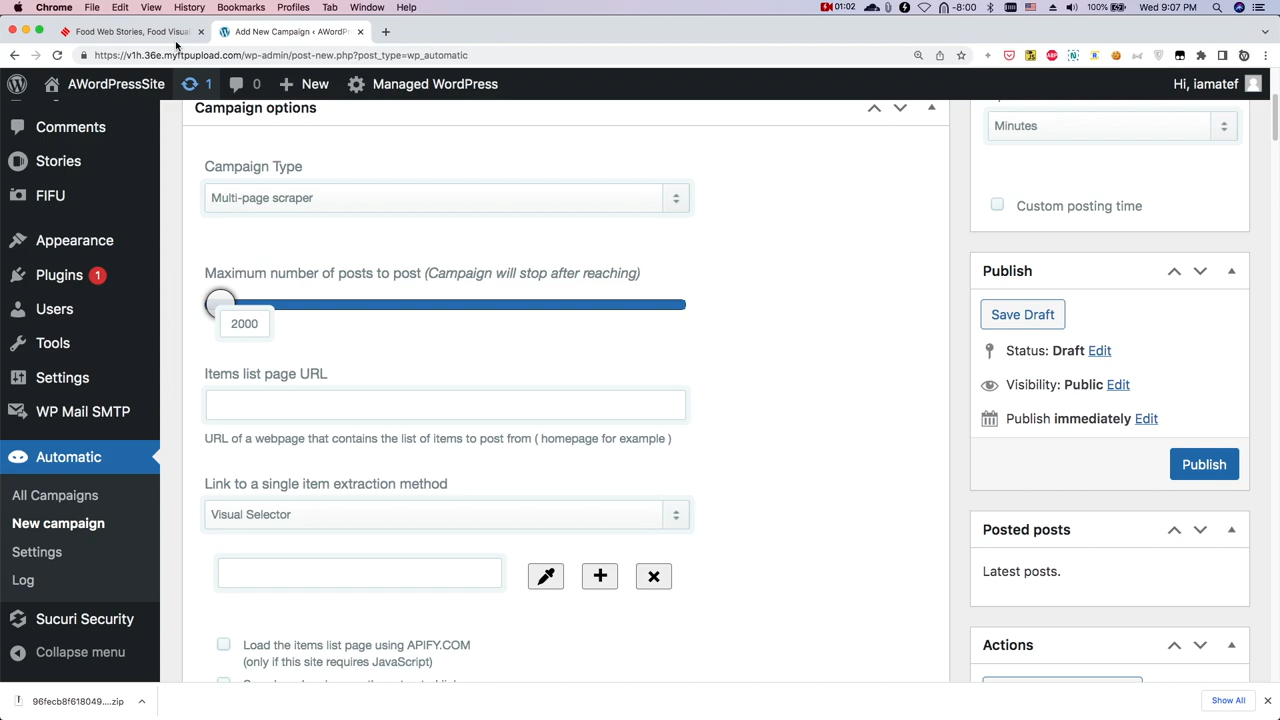 Chrome File Edit View History Bookmarks Profiles Tab Window Help 01:02 -8:00 100% Wed 9:07 PM
Food Web Stories, Food Visual Add New Campaign ‹ AWordPr
https://v1h.36e.myftpupload.com/wp-admin/post-new.php?post_type=wp_automatic
AWordPressSite 1 0 New Managed WordPress Hi, iamatef
Comments
Stories
FIFU
Appearance
Plugins 1
Users
Tools
Settings
WP Mail SMTP
Automatic
All Campaigns
New campaign
Settings
Log
Sucuri Security
Collapse menu
Campaign options
Campaign Type
Multi-page scraper
Maximum number of posts to post (Campaign will stop after reaching)
2000
Items list page URL
URL of a webpage that contains the list of items to post from ( homepage for example )
Link to a single item extraction method
Visual Selector
Load the items list page using APIFY.COM
(only if this site requires JavaScript)
Minutes
Custom posting time
Publish
Save Draft
Status: Draft Edit
Visibility: Public Edit
Publish immediately Edit
Publish
Posted posts
Latest posts.
Actions
96fecb8f618049....zip
Show All